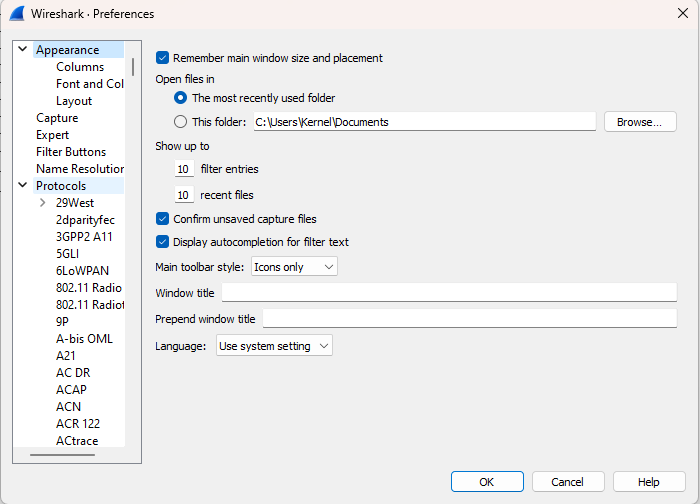 Wireshark · Preferences
Appearance
Columns
Font and Col
Layout
Capture
Expert
Filter Buttons
Name Resolution
Protocols
29West
2dparityfec
3GPP2 A11
5GLI
6LoWPAN
802.11 Radio
802.11 Radiot
9P
A-bis OML
A21
AC DR
ACAP
ACN
ACR 122
ACtrace
Remember main window size and placement
Open files in
The most recently used folder
This folder: C:\Users\Kernel\Documents Browse...
Show up to
10 filter entries
10 recent files
Confirm unsaved capture files
Display autocompletion for filter text
Main toolbar style: Icons only
Window title
Prepend window title
Language: Use system setting
OK Cancel Help